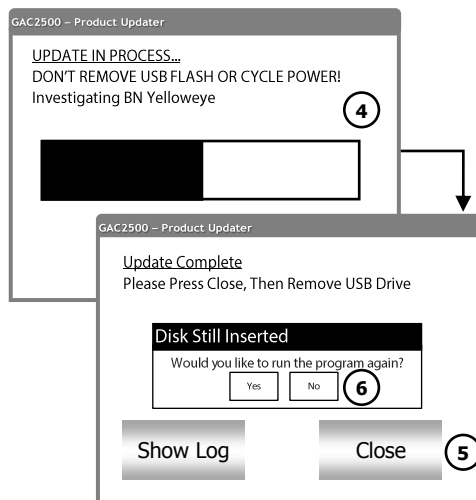 GAC2500 – Product Updater
UPDATE IN PROCESS...
DON'T REMOVE USB FLASH OR CYCLE POWER!
Investigating BN Yelloweye
4
GAC2500 – Product Updater
Update Complete
Please Press Close, Then Remove USB Drive
Disk Still Inserted
Would you like to run the program again?
Yes No 6
Show Log Close 5